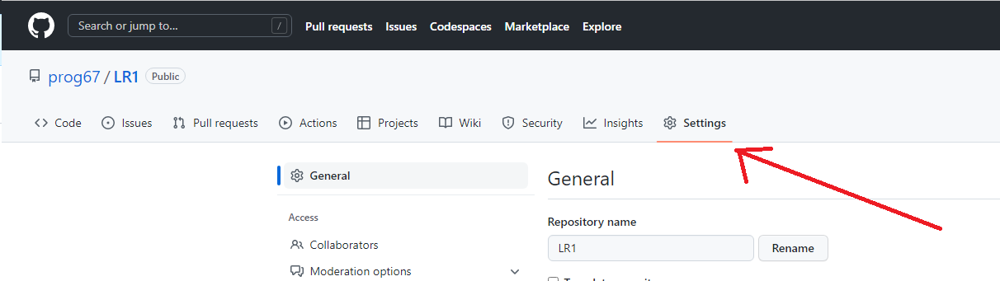 Search or jump to... / Pull requests Issues Codespaces Marketplace Explore
prog67 / LR1 Public
Code Issues Pull requests Actions Projects Wiki Security Insights Settings
General
General
Access
Repository name
Collaborators
LR1 Rename
Moderation options